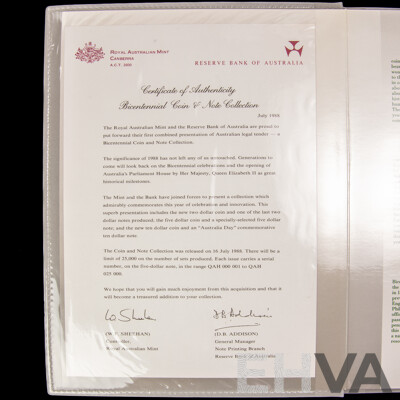 ROYAL AUSTRALIAN MINT
CANBERRA
A.C.T. 2600
RESERVE BANK OF AUSTRALIA
Certificate of Authenticity
Bicentennial Coin & Note Collection
July 1988
The Royal Australian Mint and the Reserve Bank of Australia are proud to
put forward their first combined presentation of Australian legal tender — a
Bicentennial Coin and Note Collection.
The significance of 1988 has not left any of us unmoved. Generations to
come will look back on the Bicentennial celebrations and the opening of
Australia's Parliament House by Her Majesty, Queen Elizabeth II as great
historical milestones.
The Mint and the Bank have joined forces to present a collection which
admirably commemorates this year of celebration and innovation. This
superb presentation includes the new two dollar coin and one of the last two
dollar notes produced; the five dollar coin and a specially-selected five dollar
note; and the new ten dollar coin and an "Australia Day" commemorative
ten dollar note.
The Coin and Note Collection was released on 16 July 1988. There will be a
limit of 25,000 on the number of sets produced. Each issue carries a serial
number, on the five-dollar note, in the range QAH 000 001 to QAH
025 000.
We hope that you will gain much enjoyment from this acquisition and that it
will become a treasured addition to your collection.
(W. SHEEHAN)
Controller,
Royal Australian Mint
(D.B. ADDISON)
General Manager
Note Printing Branch
Reserve Bank of Australia
EHVA